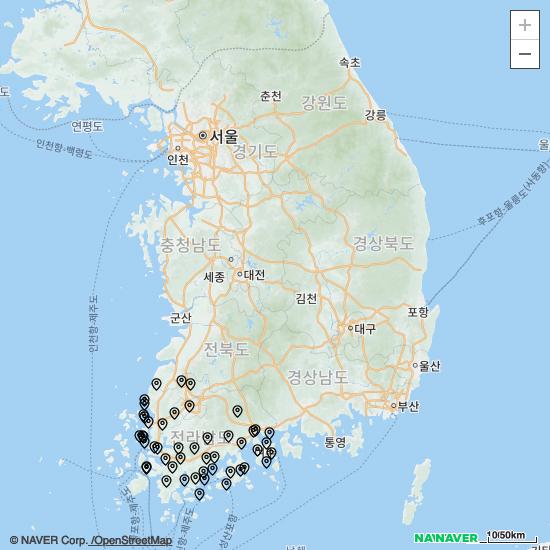 +
−
속초
도
춘천
강원도
강릉
연평도
서울
인천
경기도
울
인천항-백령도
후포항-울릉도(사동항)
충청남도
경상북도
세종
대전
김천
인천항-제주도
군산
포항
대구
전북도
경상남도
울산
부산
전라남도
통영
© NAVER Corp. /OpenStreetMap
NAVER
10/50km